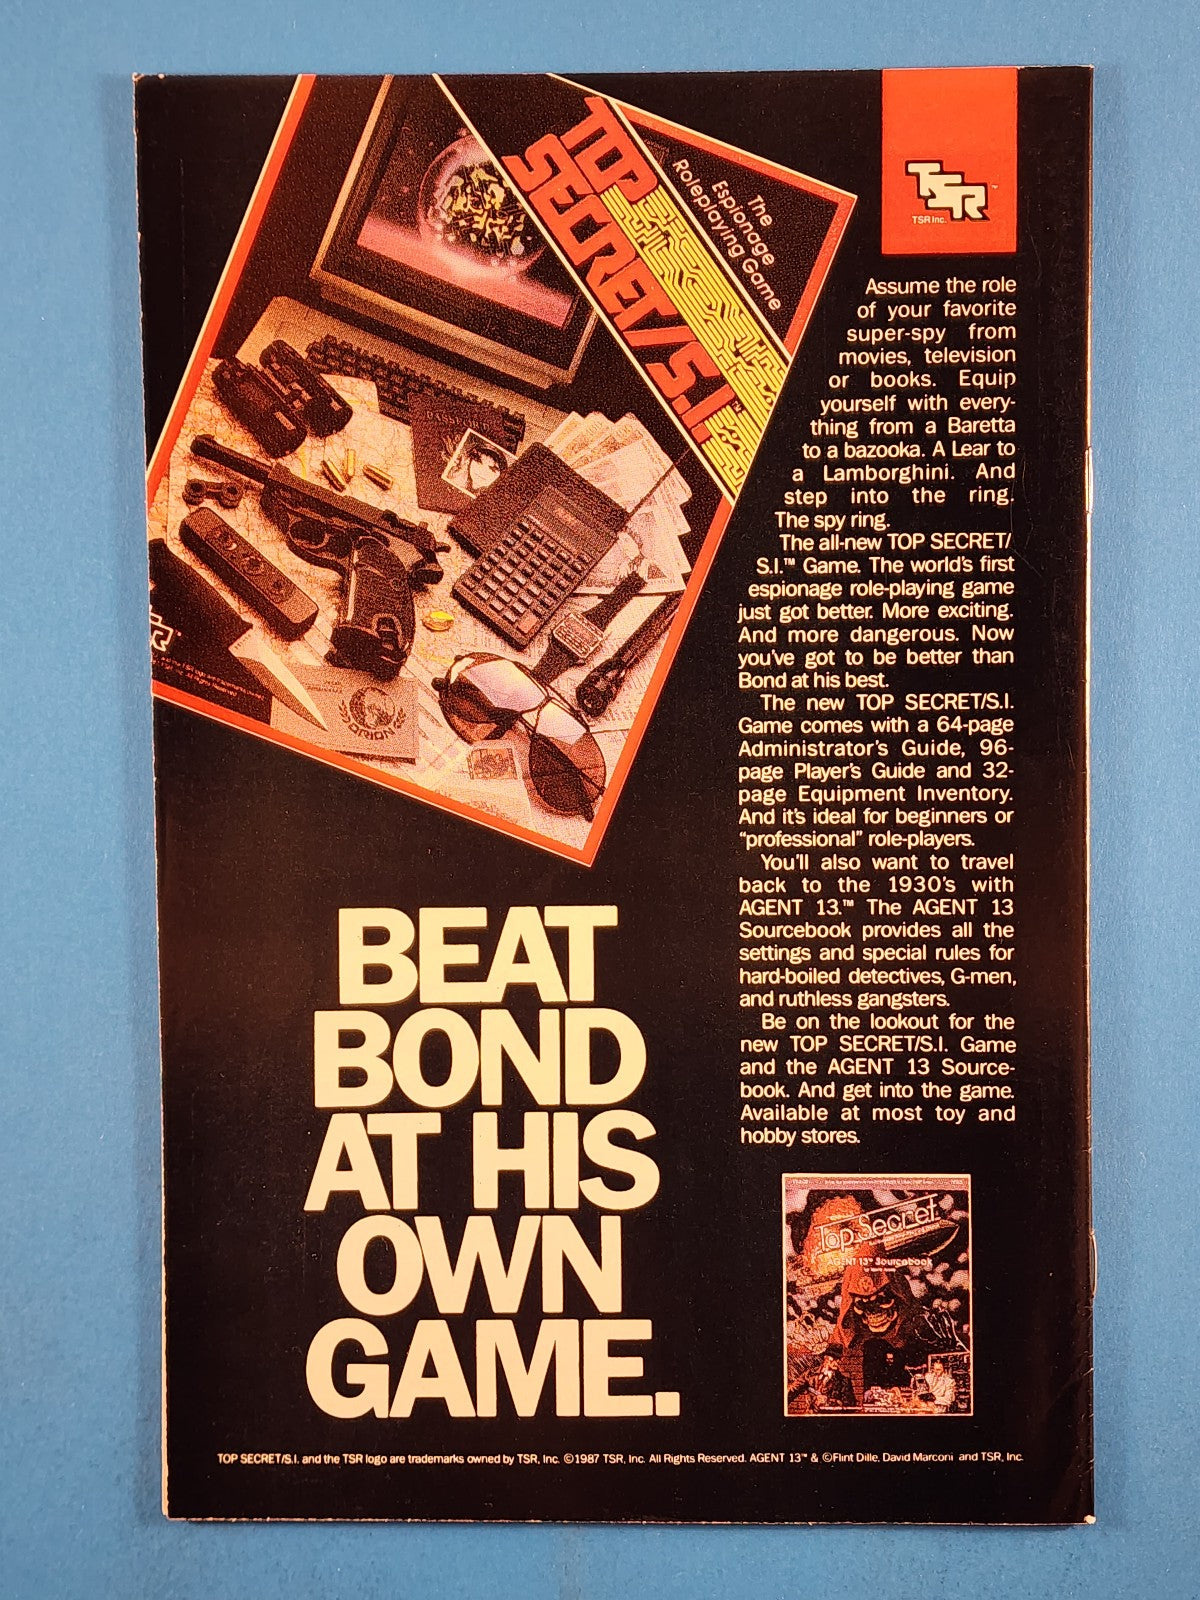 TOP
SECRET/S.I.™
The
Espionage
Roleplaying Game
TSR™
TSR Inc.
ORION
Assume the role
of your favorite
super-spy from
movies, television
or books. Equip
yourself with every-
thing from a Baretta
to a bazooka. A Lear to
a Lamborghini. And
step into the ring.
The spy ring.
The all-new TOP SECRET/
S.I.™ Game. The world's first
espionage role-playing game
just got better. More exciting.
And more dangerous. Now
you've got to be better than
Bond at his best.
The new TOP SECRET/S.I.
Game comes with a 64-page
Administrator's Guide, 96-
page Player's Guide and 32-
page Equipment Inventory.
And it's ideal for beginners or
"professional" role-players.
You'll also want to travel
back to the 1930's with
AGENT 13.™ The AGENT 13
Sourcebook provides all the
settings and special rules for
hard-boiled detectives, G-men,
and ruthless gangsters.
Be on the lookout for the
new TOP SECRET/S.I. Game
and the AGENT 13 Source-
book. And get into the game.
Available at most toy and
hobby stores.
BEAT
BOND
AT HIS
OWN
GAME.
Top Secret
AGENT 13™ Sourcebook
TOP SECRET/S.I. and the TSR logo are trademarks owned by TSR, Inc. ©1987 TSR, Inc. All Rights Reserved. AGENT 13™ & ©Flint Dille, David Marconi and TSR, Inc.